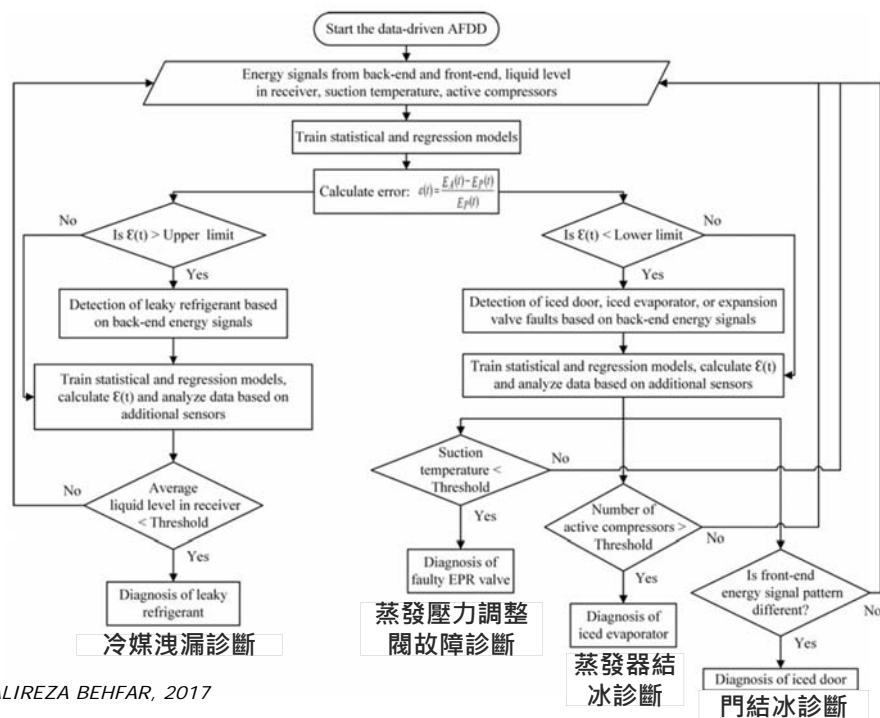 Start the data-driven AFDD
Energy signals from back-end and front-end, liquid level
in receiver, suction temperature, active compressors
Train statistical and regression models
Calculate error: ε(t)=
E_A(t)−E_P(t)
E_P(t)
No
Is Ɛ(t) > Upper limit
Yes
Detection of leaky refrigerant based
on back-end energy signals
Train statistical and regression models,
calculate Ɛ(t) and analyze data based on
additional sensors
No
Average
liquid level in receiver
< Threshold
Yes
Diagnosis of leaky
refrigerant
冷媒洩漏診斷
Is Ɛ(t) < Lower limit
No
Yes
Detection of iced door, iced evaporator, or expansion
valve faults based on back-end energy signals
Train statistical and regression models, calculate Ɛ(t)
and analyze data based on additional sensors
Suction
temperature <
Threshold
No
Yes
Diagnosis of
faulty EPR valve
蒸發壓力調整
閥故障診斷
Number of
active compressors >
Threshold
No
Yes
Diagnosis of
iced evaporator
蒸發器結
冰診斷
Is front-end
energy signal pattern
different?
No
Yes
Diagnosis of iced door
門結冰診斷
ALIREZA BEHFAR, 2017